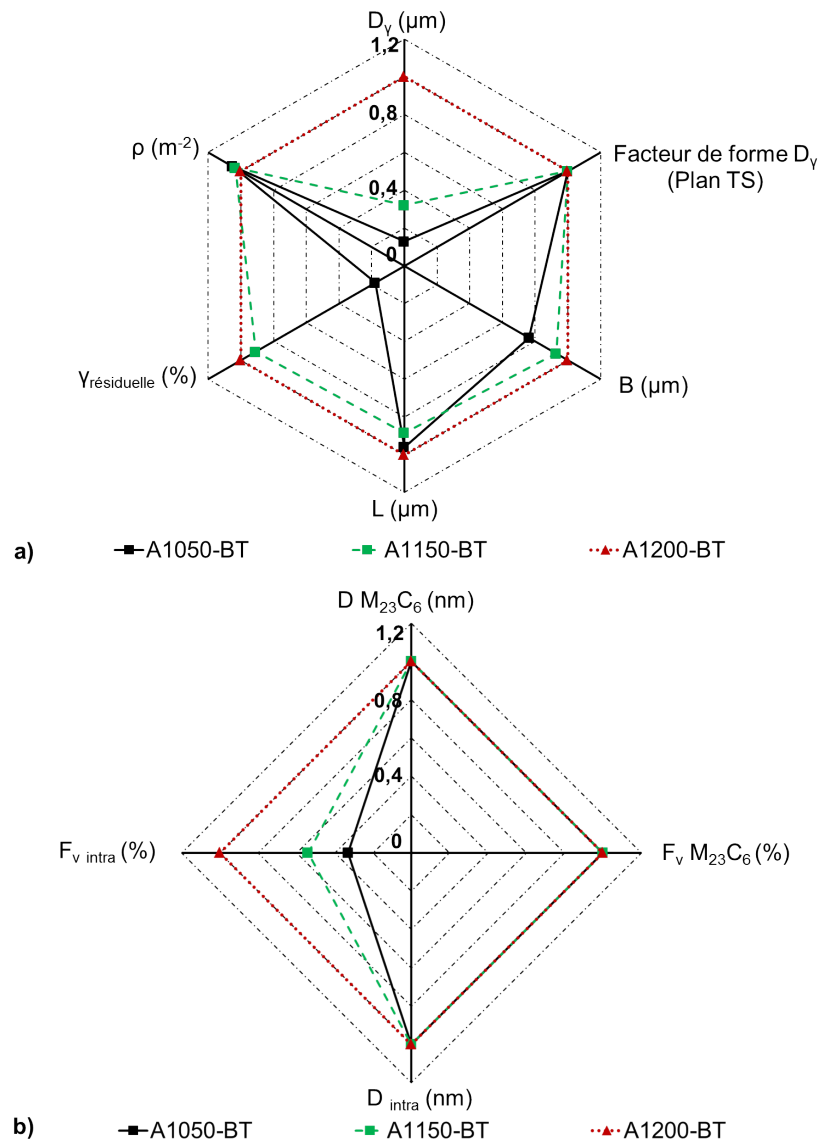 Dγ (µm)
1,2
0,8
0,4
0
ρ (m-2)
Facteur de forme Dγ
(Plan TS)
γrésiduelle (%)
B (µm)
L (µm)
a)
A1050-BT A1150-BT A1200-BT
D M23C6 (nm)
1,2
0,8
0,4
0
Fv intra (%)
Fv M23C6 (%)
D intra (nm)
b)
A1050-BT A1150-BT A1200-BT